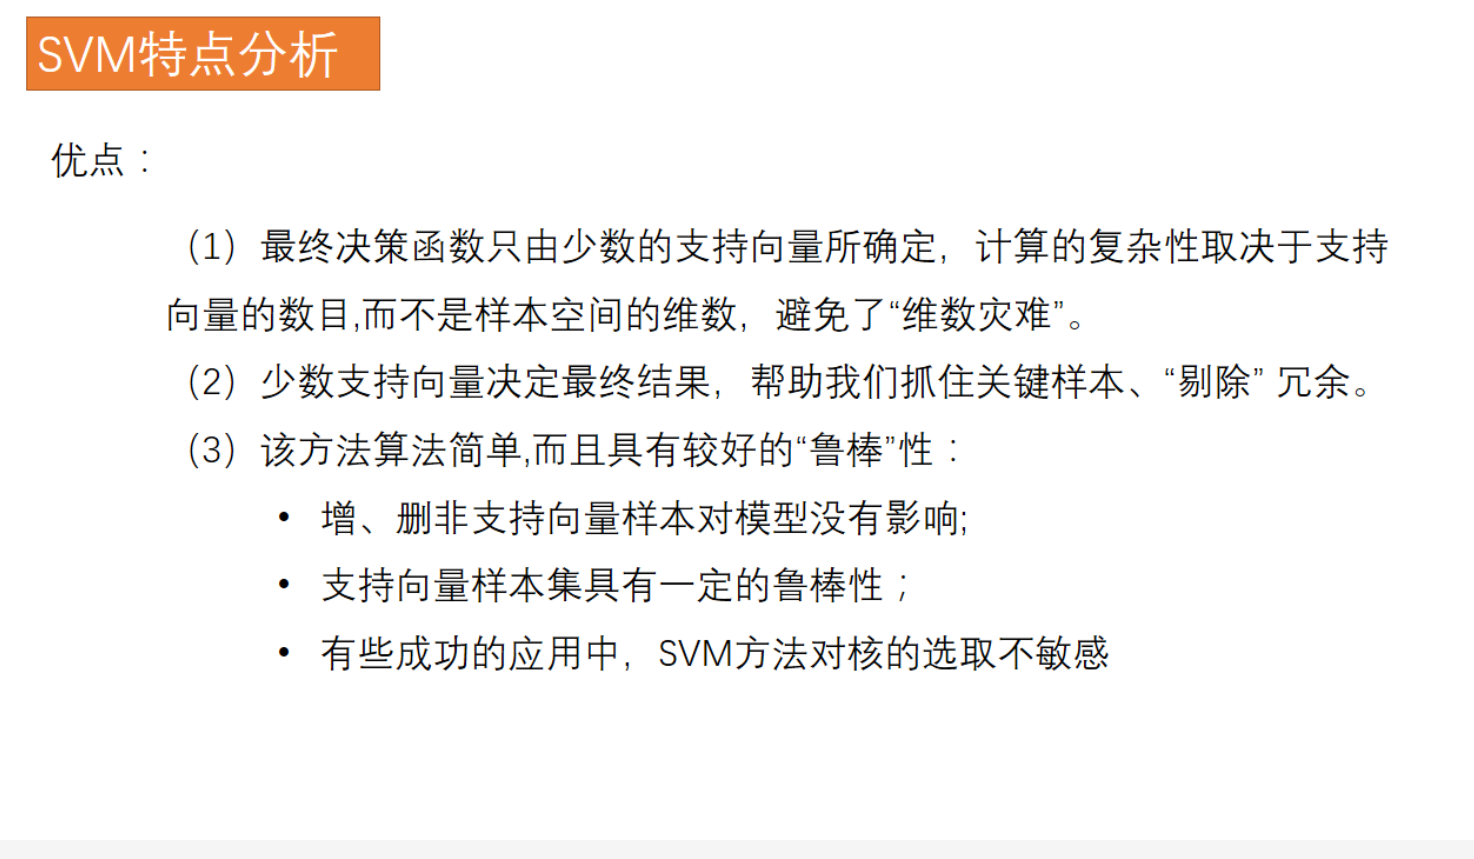 SVM特点分析
优点：
（1）最终决策函数只由少数的支持向量所确定，计算的复杂性取决于支持
向量的数目,而不是样本空间的维数，避免了“维数灾难”。
（2）少数支持向量决定最终结果，帮助我们抓住关键样本、“剔除” 冗余。
（3）该方法算法简单,而且具有较好的“鲁棒”性：
• 增、删非支持向量样本对模型没有影响;
• 支持向量样本集具有一定的鲁棒性；
• 有些成功的应用中，SVM方法对核的选取不敏感